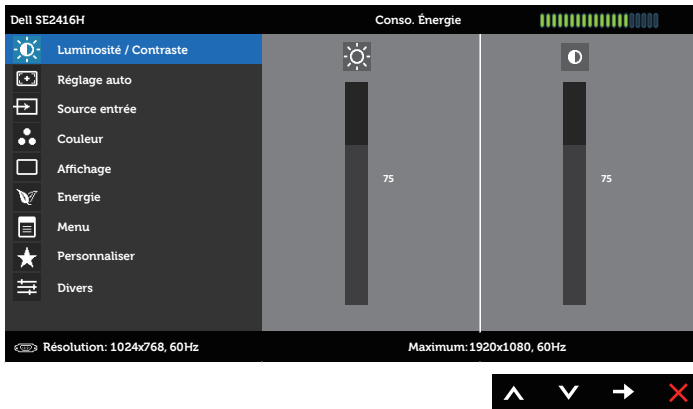 Dell SE2416H
Conso. Énergie
Luminosité / Contraste
Réglage auto
Source entrée
Couleur
Affichage
Energie
Menu
Personnaliser
Divers
75
75
Résolution: 1024x768, 60Hz
Maximum:1920x1080, 60Hz